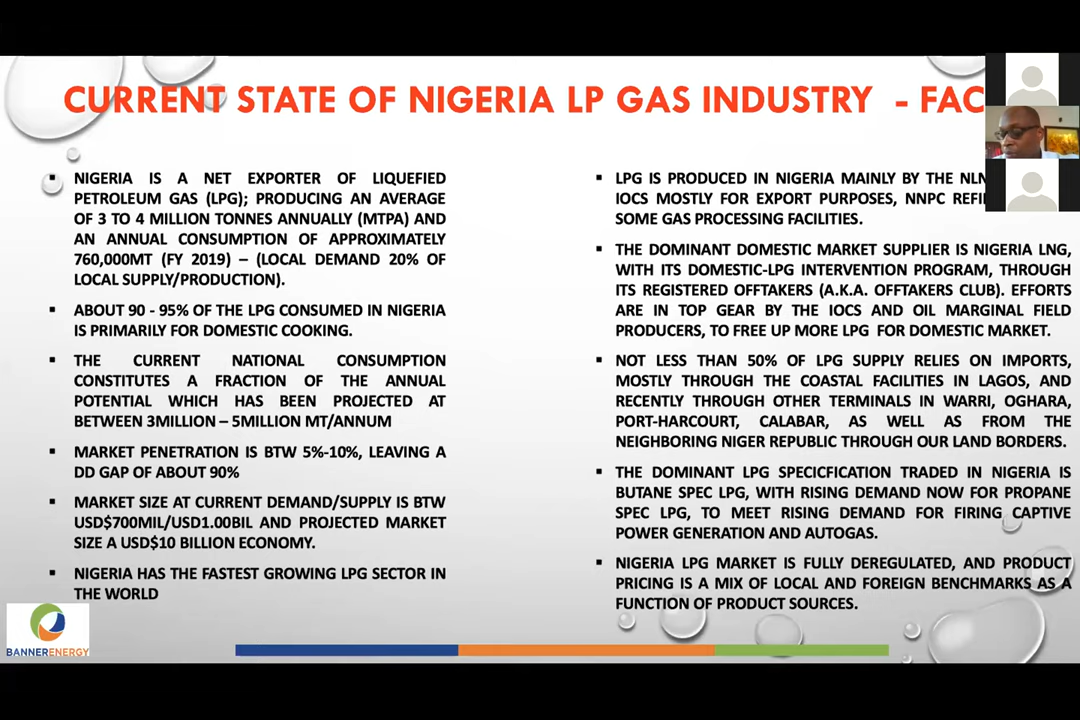 CURRENT STATE OF NIGERIA LP GAS INDUSTRY - FAC
NIGERIA IS A NET EXPORTER OF LIQUEFIED
PETROLEUM GAS (LPG); PRODUCING AN AVERAGE
OF 3 TO 4 MILLION TONNES ANNUALLY (MTPA) AND
AN ANNUAL CONSUMPTION OF APPROXIMATELY
760,000MT (FY 2019) – (LOCAL DEMAND 20% OF
LOCAL SUPPLY/PRODUCTION).
ABOUT 90 - 95% OF THE LPG CONSUMED IN NIGERIA
IS PRIMARILY FOR DOMESTIC COOKING.
THE CURRENT NATIONAL CONSUMPTION
CONSTITUTES A FRACTION OF THE ANNUAL
POTENTIAL WHICH HAS BEEN PROJECTED AT
BETWEEN 3MILLION – 5MILLION MT/ANNUM
MARKET PENETRATION IS BTW 5%-10%, LEAVING A
DD GAP OF ABOUT 90%
MARKET SIZE AT CURRENT DEMAND/SUPPLY IS BTW
USD$700MIL/USD1.00BIL AND PROJECTED MARKET
SIZE A USD$10 BILLION ECONOMY.
NIGERIA HAS THE FASTEST GROWING LPG SECTOR IN
THE WORLD
LPG IS PRODUCED IN NIGERIA MAINLY BY THE NLN
IOCS MOSTLY FOR EXPORT PURPOSES, NNPC REFI
SOME GAS PROCESSING FACILITIES.
THE DOMINANT DOMESTIC MARKET SUPPLIER IS NIGERIA LNG,
WITH ITS DOMESTIC-LPG INTERVENTION PROGRAM, THROUGH
ITS REGISTERED OFFTAKERS (A.K.A. OFFTAKERS CLUB). EFFORTS
ARE IN TOP GEAR BY THE IOCS AND OIL MARGINAL FIELD
PRODUCERS, TO FREE UP MORE LPG FOR DOMESTIC MARKET.
NOT LESS THAN 50% OF LPG SUPPLY RELIES ON IMPORTS,
MOSTLY THROUGH THE COASTAL FACILITIES IN LAGOS, AND
RECENTLY THROUGH OTHER TERMINALS IN WARRI, OGHARA,
PORT-HARCOURT, CALABAR, AS WELL AS FROM THE
NEIGHBORING NIGER REPUBLIC THROUGH OUR LAND BORDERS.
THE DOMINANT LPG SPECICFICATION TRADED IN NIGERIA IS
BUTANE SPEC LPG, WITH RISING DEMAND NOW FOR PROPANE
SPEC LPG, TO MEET RISING DEMAND FOR FIRING CAPTIVE
POWER GENERATION AND AUTOGAS.
NIGERIA LPG MARKET IS FULLY DEREGULATED, AND PRODUCT
PRICING IS A MIX OF LOCAL AND FOREIGN BENCHMARKS AS A
FUNCTION OF PRODUCT SOURCES.
BANNERENERGY